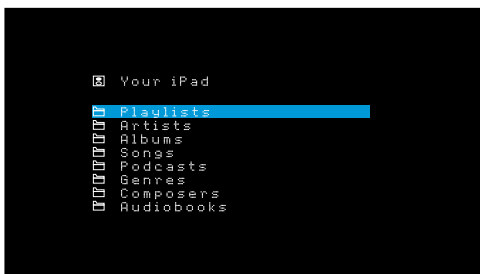 Your iPad
Playlists
Artists
Albums
Songs
Podcasts
Genres
Composers
Audiobooks